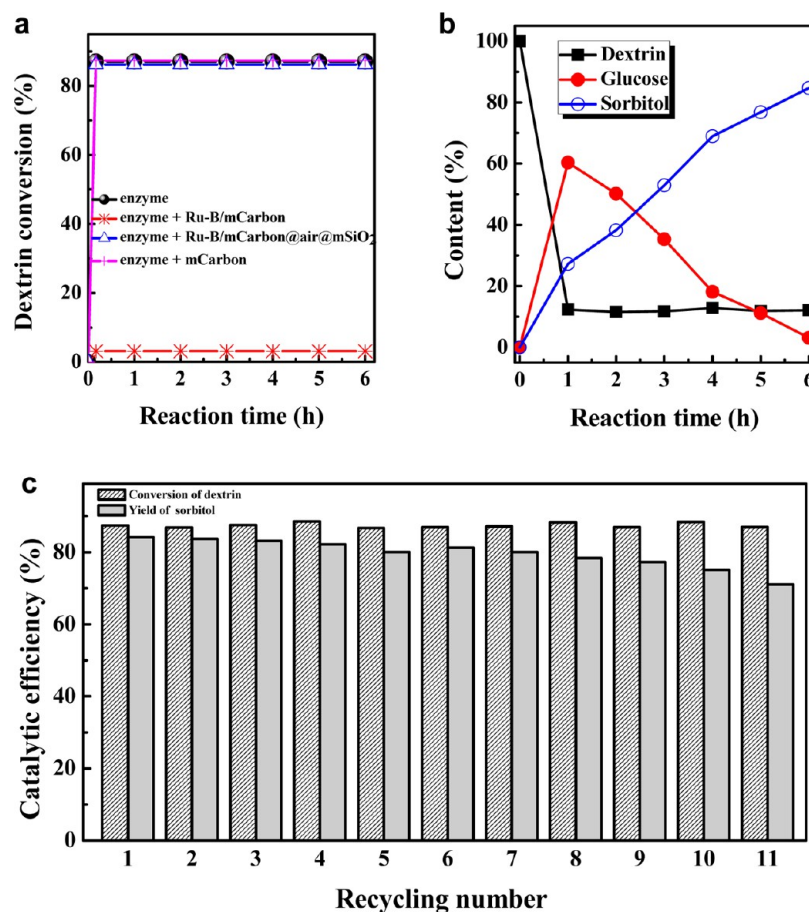 a
Dextrin conversion (%)
80
60
40
20
0
enzyme
enzyme + Ru-B/mCarbon
enzyme + Ru-B/mCarbon@air@mSiO₂
enzyme + mCarbon
0 1 2 3 4 5 6
Reaction time (h)
b
Content (%)
100
80
60
40
20
0
Dextrin
Glucose
Sorbitol
0 1 2 3 4 5 6
Reaction time (h)
c
Catalytic efficiency (%)
80
60
40
20
0
Conversion of dextrin
Yield of sorbitol
1 2 3 4 5 6 7 8 9 10 11
Recycling number